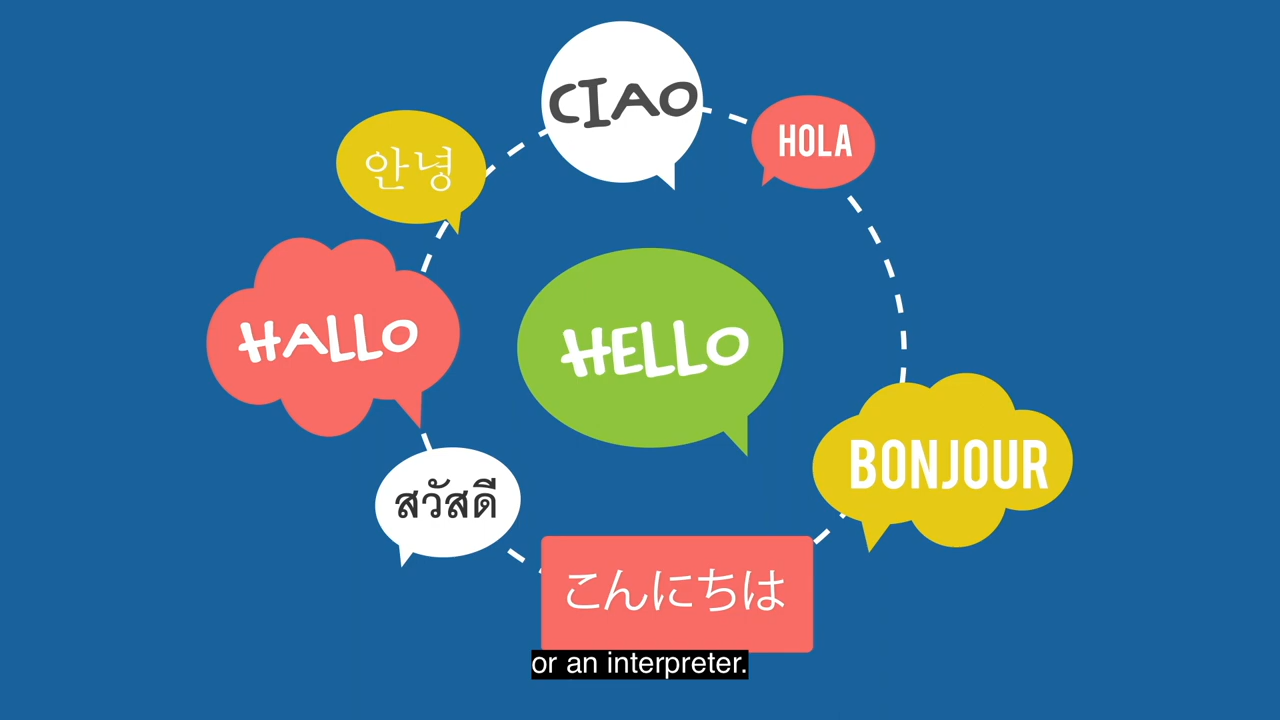 CIAO
HOLA
안녕
HALLO
HELLO
BONJOUR
สวัสดี
こんにちは
or an interpreter.